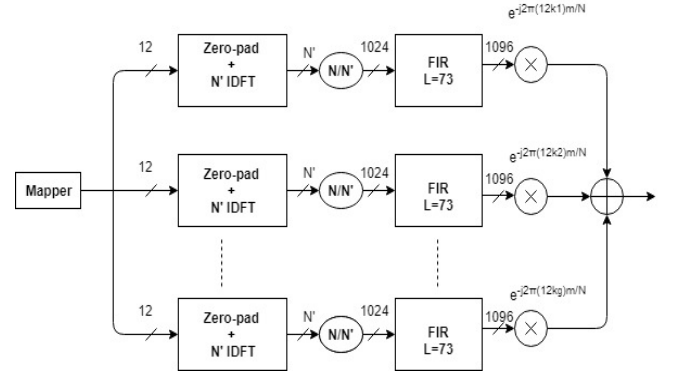 e-j2π(12k1)m/N
12
Zero-pad
+
N' IDFT
N'
N/N'
1024
FIR
L=73
1096
e-j2π(12k2)m/N
Mapper
12
Zero-pad
+
N' IDFT
N'
N/N'
1024
FIR
L=73
1096
e-j2π(12kg)m/N
12
Zero-pad
+
N' IDFT
N'
N/N'
1024
FIR
L=73
1096